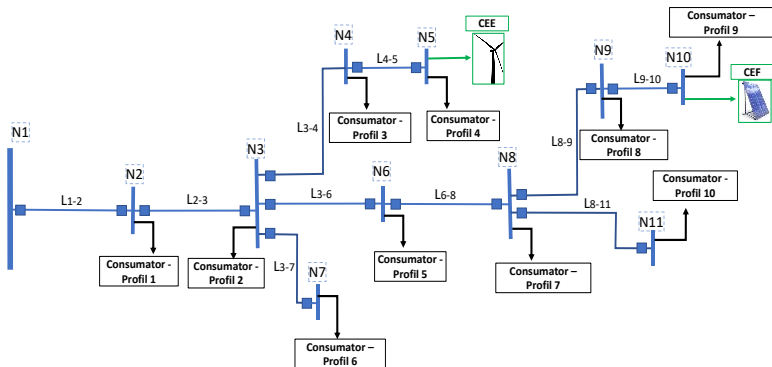 Consumator –
Profil 9
N4
N5
CEE
N9
N10
CEF
L4-5
L9-10
Consumator -
Profil 3
Consumator -
Profil 4
Consumator -
Profil 8
L3-4
L8-9
N1
N2
N3
N6
N8
Consumator -
Profil 10
L1-2
L2-3
L3-6
L6-8
L8-11
N11
Consumator -
Profil 1
Consumator -
Profil 2
L3-7
N7
Consumator -
Profil 5
Consumator –
Profil 7
Consumator –
Profil 6